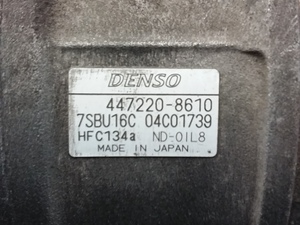 DENSO
447220-8610
7SBU16C 04C01739
HFC134a ND-OIL8
MADE IN JAPAN